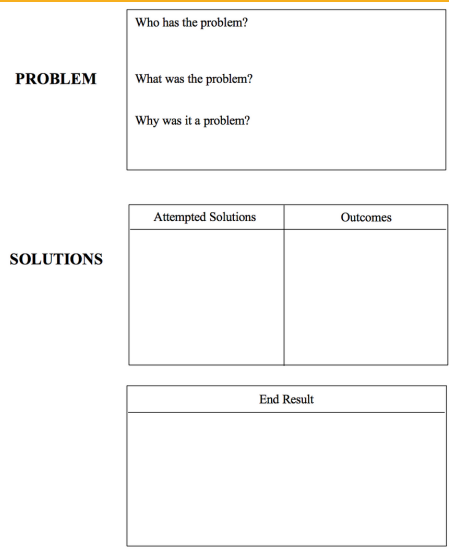 Who has the problem?
PROBLEM
What was the problem?
Why was it a problem?
Attempted Solutions
Outcomes
SOLUTIONS
End Result